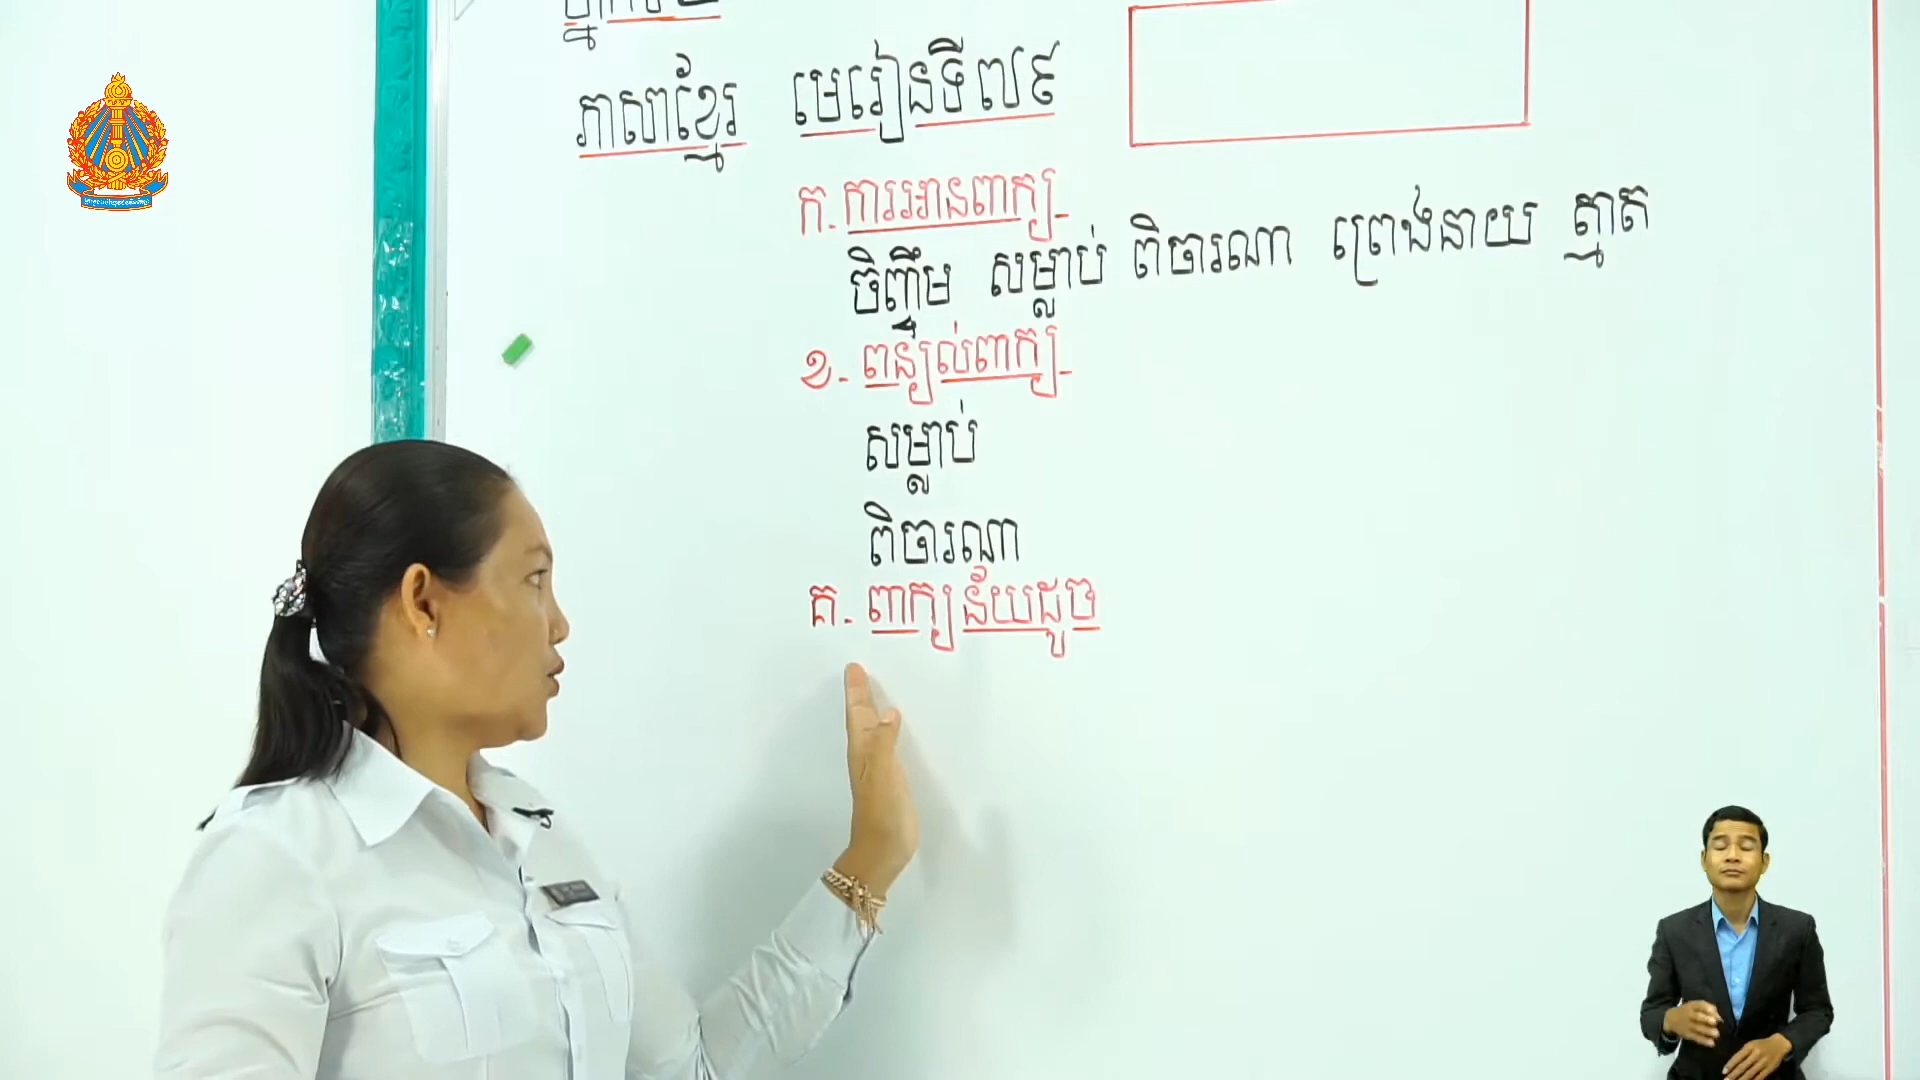 ភាសាខ្មែរ មេរៀនទី៧៩
ក. ការអានពាក្យ
ចិញ្ចឹម សម្លាប់ ពិចារណា ព្រេងនាយ ត្មាត
ខ. ពន្យល់ពាក្យ
សម្លាប់
ពិចារណា
គ. ពាក្យន័យដូច